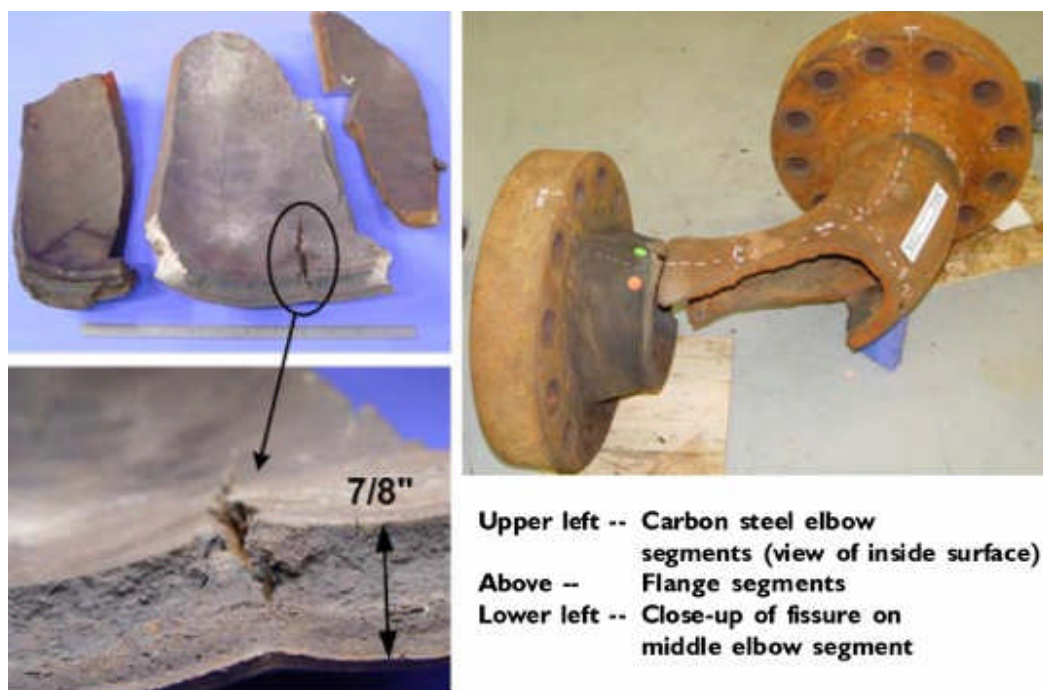 7/8"
Upper left -- Carbon steel elbow
segments (view of inside surface)
Above -- Flange segments
Lower left -- Close-up of fissure on
middle elbow segment